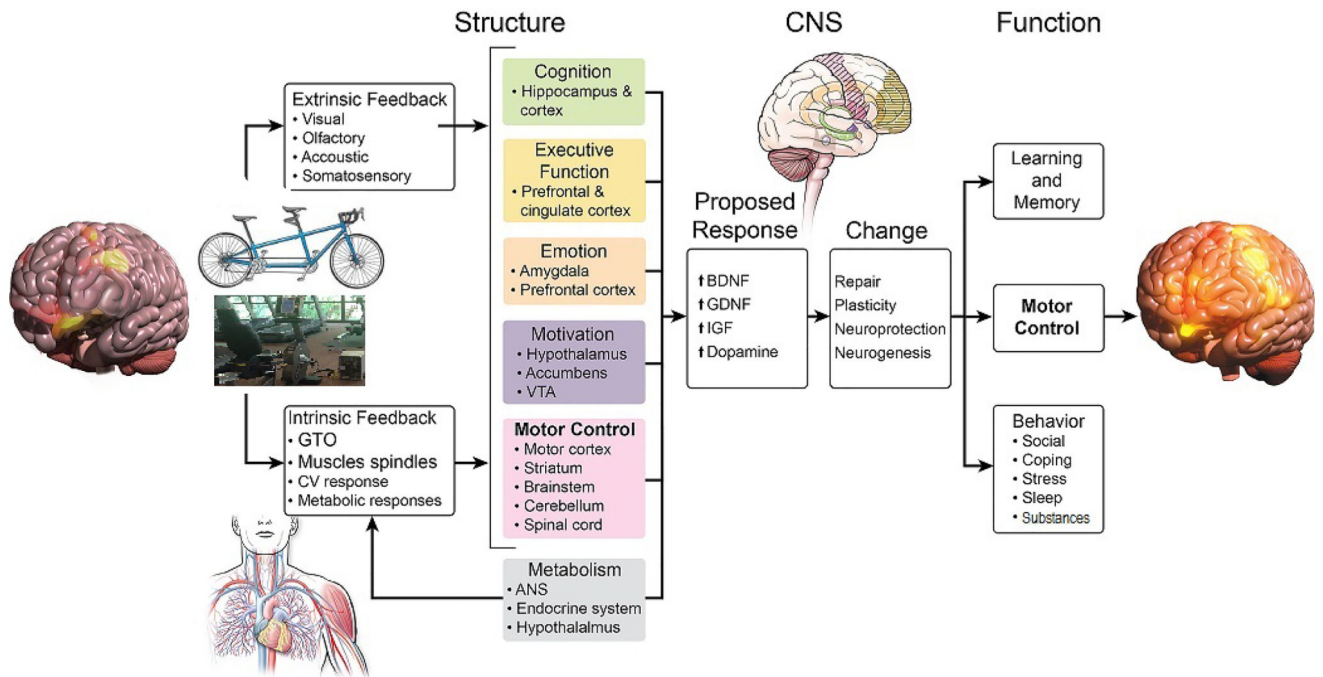 Structure
CNS
Function
Extrinsic Feedback
• Visual
• Olfactory
• Accoustic
• Somatosensory
Intrinsic Feedback
• GTO
• Muscles spindles
• CV response
• Metabolic responses
Cognition
• Hippocampus &
cortex
Executive
Function
• Prefrontal &
cingulate cortex
Emotion
• Amygdala
• Prefrontal cortex
Motivation
• Hypothalamus
• Accumbens
• VTA
Motor Control
• Motor cortex
• Striatum
• Brainstem
• Cerebellum
• Spinal cord
Metabolism
• ANS
• Endocrine system
• Hypothalalmus
Proposed
Response
⬆BDNF
⬆GDNF
⬆IGF
⬆Dopamine
Change
Repair
Plasticity
Neuroprotection
Neurogenesis
Learning
and
Memory
Motor
Control
Behavior
• Social
• Coping
• Stress
• Sleep
• Substances